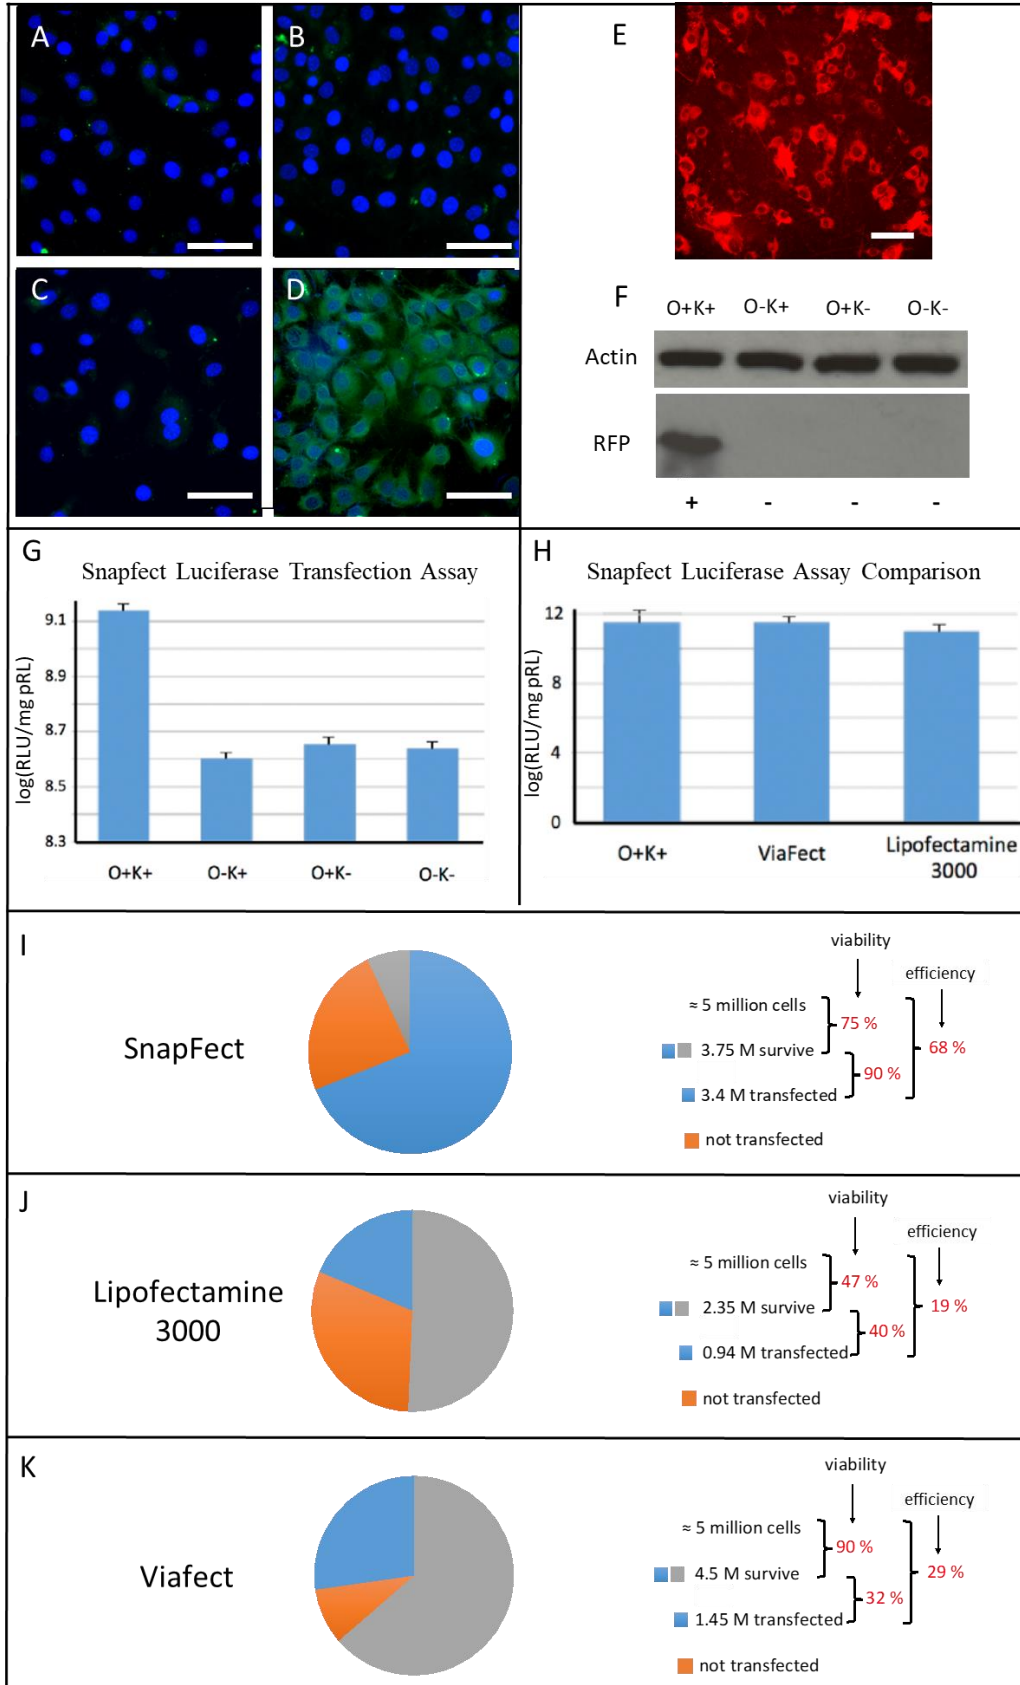 A
B
C
D
E
F
O+K+ O-K+ O+K- O-K-
Actin
RFP
+ - - -
G
Snapfect Luciferase Transfection Assay
log(RLU/mg pRL)
9.1
8.9
8.7
8.5
8.3
O+K+ O-K+ O+K- O-K-
H
Snapfect Luciferase Assay Comparison
log(RLU/mg pRL)
12
8
4
0
O+K+ ViaFect Lipofectamine
3000
I
SnapFect
viability
efficiency
≈ 5 million cells
75 %
3.75 M survive
68 %
90 %
3.4 M transfected
not transfected
J
Lipofectamine
3000
viability
efficiency
≈ 5 million cells
47 %
2.35 M survive
19 %
40 %
0.94 M transfected
not transfected
K
Viafect
viability
efficiency
≈ 5 million cells
90 %
4.5 M survive
29 %
32 %
1.45 M transfected
not transfected